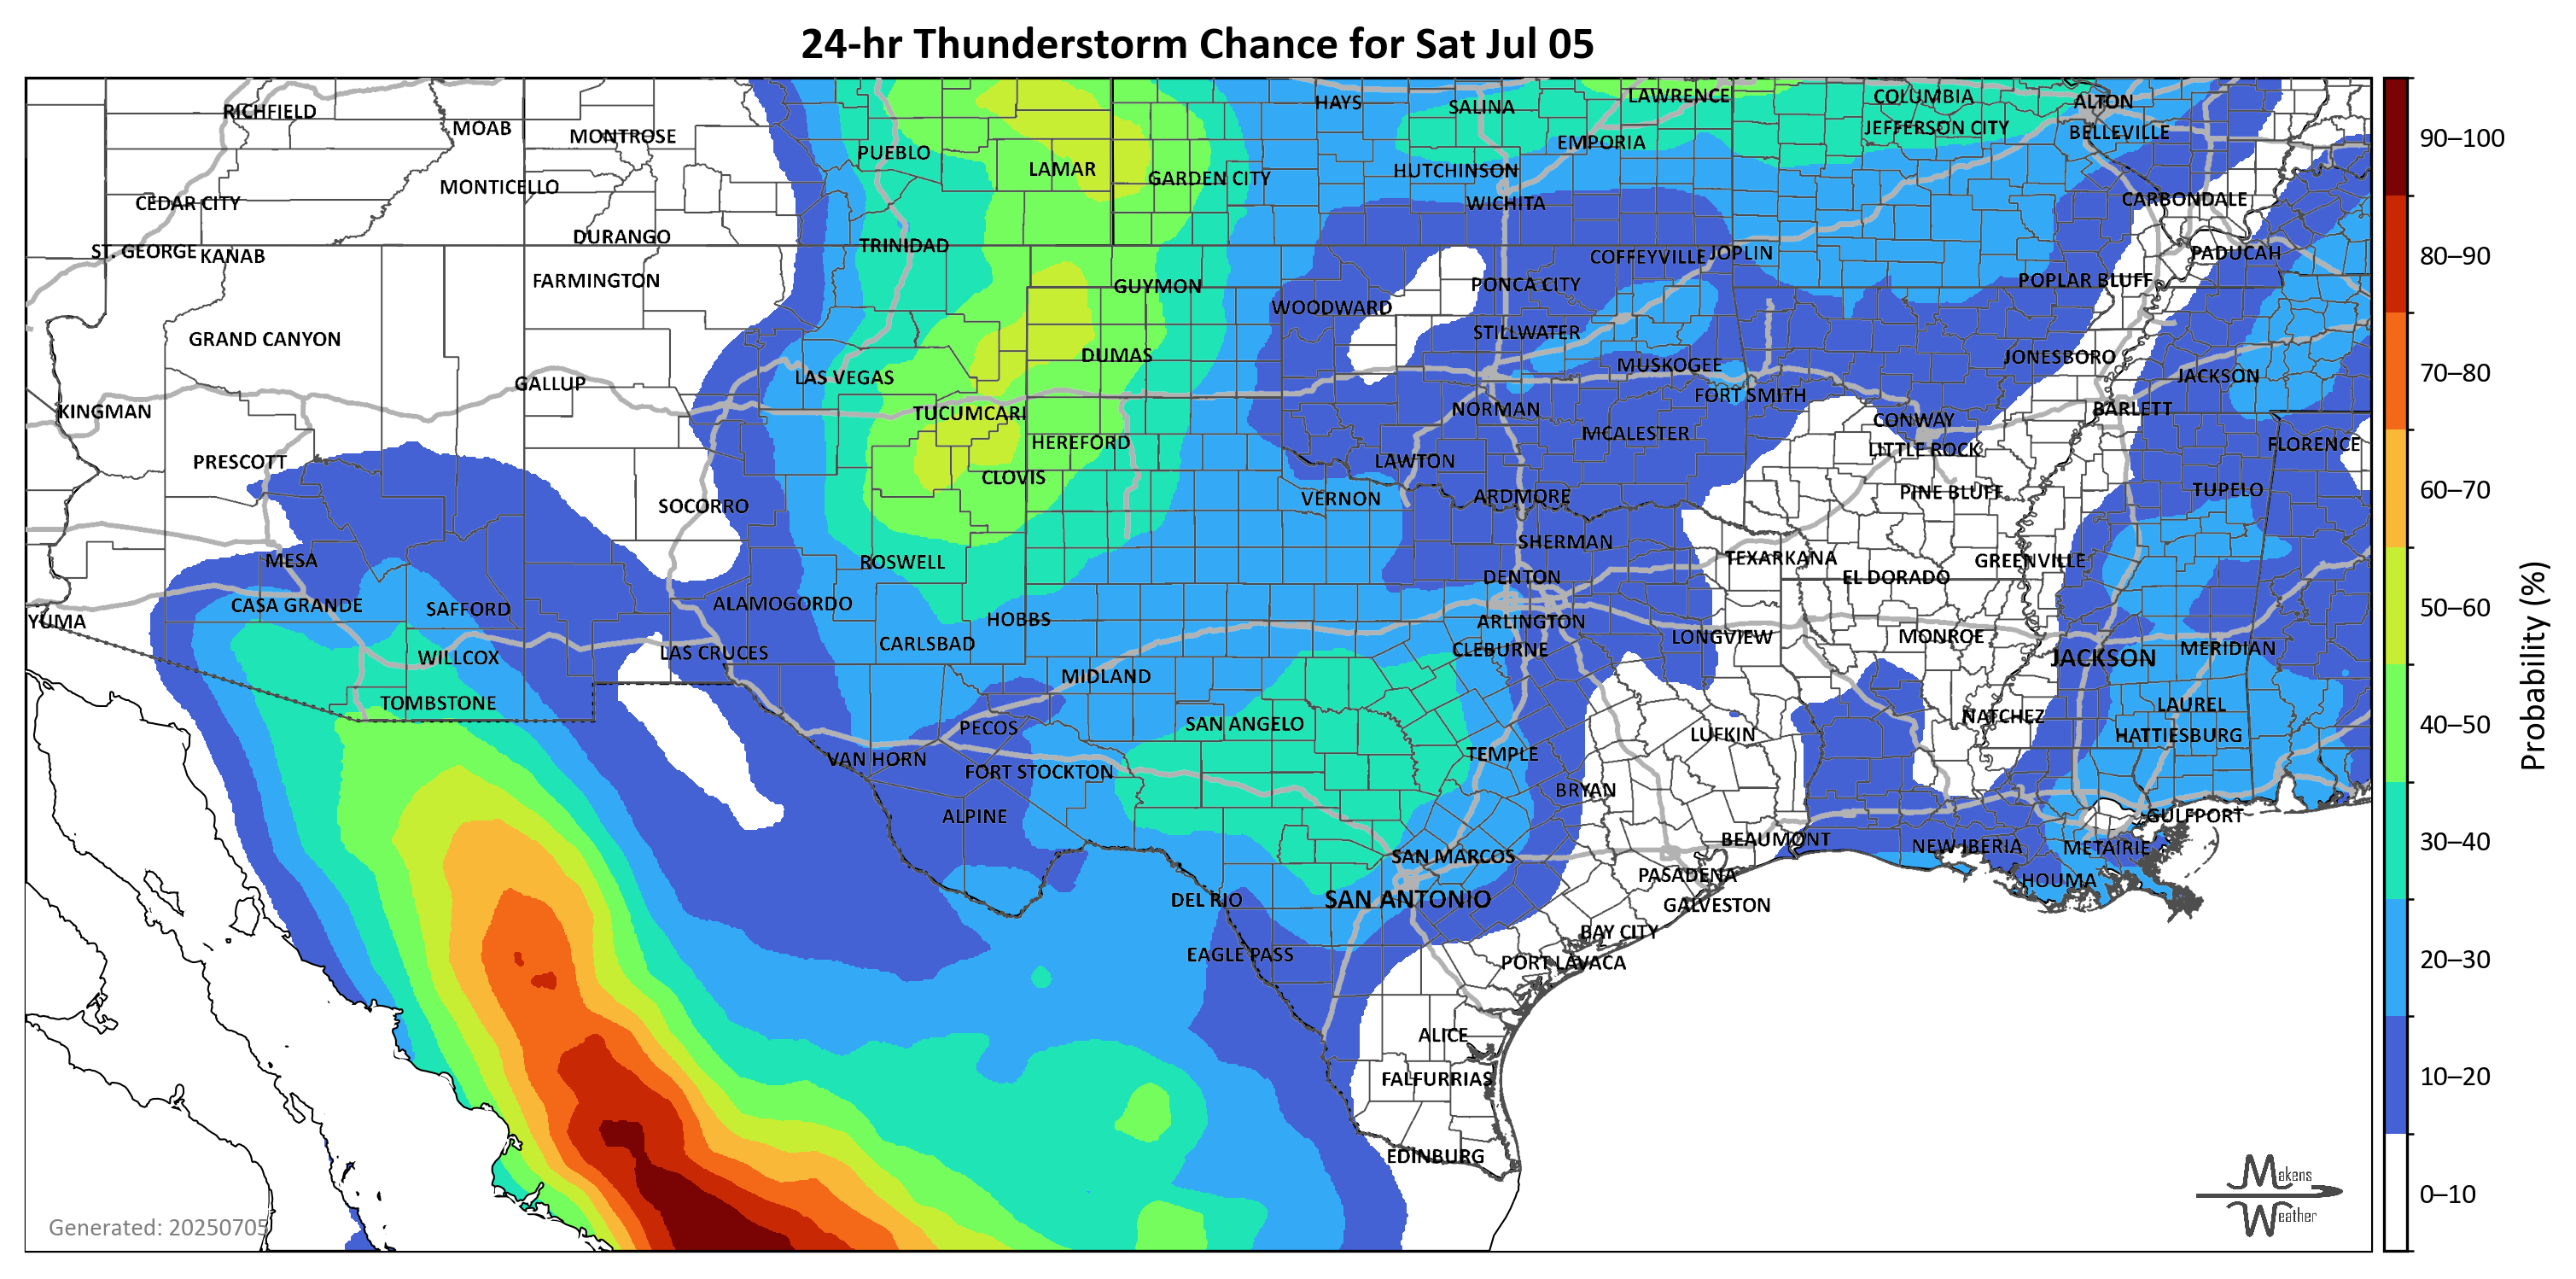 24-hr Thunderstorm Chance for Sat Jul 05
RICHFIELD
MOAB
MONTROSE
PUEBLO
LAMAR
GARDEN CITY
HAYS
SALINA
LAWRENCE
COLUMBIA
ALTON
EMPORIA
JEFFERSON CITY
BELLEVILLE
HUTCHINSON
MONTICELLO
CEDAR CITY
WICHITA
CARBONDALE
DURANGO
TRINIDAD
ST. GEORGE
KANAB
COFFEYVILLE
JOPLIN
PADUCAH
FARMINGTON
GUYMON
PONCA CITY
POPLAR BLUFF
WOODWARD
GRAND CANYON
STILLWATER
DUMAS
JONESBORO
MUSKOGEE
GALLUP
LAS VEGAS
JACKSON
FORT SMITH
KINGMAN
TUCUMCARI
NORMAN
BARLETT
CONWAY
HEREFORD
MCALESTER
LITTLE ROCK
FLORENCE
PRESCOTT
LAWTON
CLOVIS
SOCORRO
VERNON
ARDMORE
PINE BLUFF
TUPELO
SHERMAN
MESA
ROSWELL
TEXARKANA
GREENVILLE
DENTON
EL DORADO
CASA GRANDE
SAFFORD
ALAMOGORDO
YUMA
HOBBS
ARLINGTON
LONGVIEW
MONROE
CARLSBAD
CLEBURNE
WILLCOX
LAS CRUCES
JACKSON
MERIDIAN
MIDLAND
TOMBSTONE
LAUREL
PECOS
SAN ANGELO
NATCHEZ
LUFKIN
HATTIESBURG
VAN HORN
TEMPLE
FORT STOCKTON
BRYAN
ALPINE
GULFPORT
BEAUMONT
NEW IBERIA
METAIRIE
SAN MARCOS
PASADENA
HOUMA
DEL RIO
SAN ANTONIO
GALVESTON
BAY CITY
EAGLE PASS
PORT LAVACA
ALICE
FALFURRIAS
EDINBURG
Generated: 20250705
Makens
Weather
90–100
80–90
70–80
60–70
50–60
40–50
30–40
20–30
10–20
0–10
Probability (%)